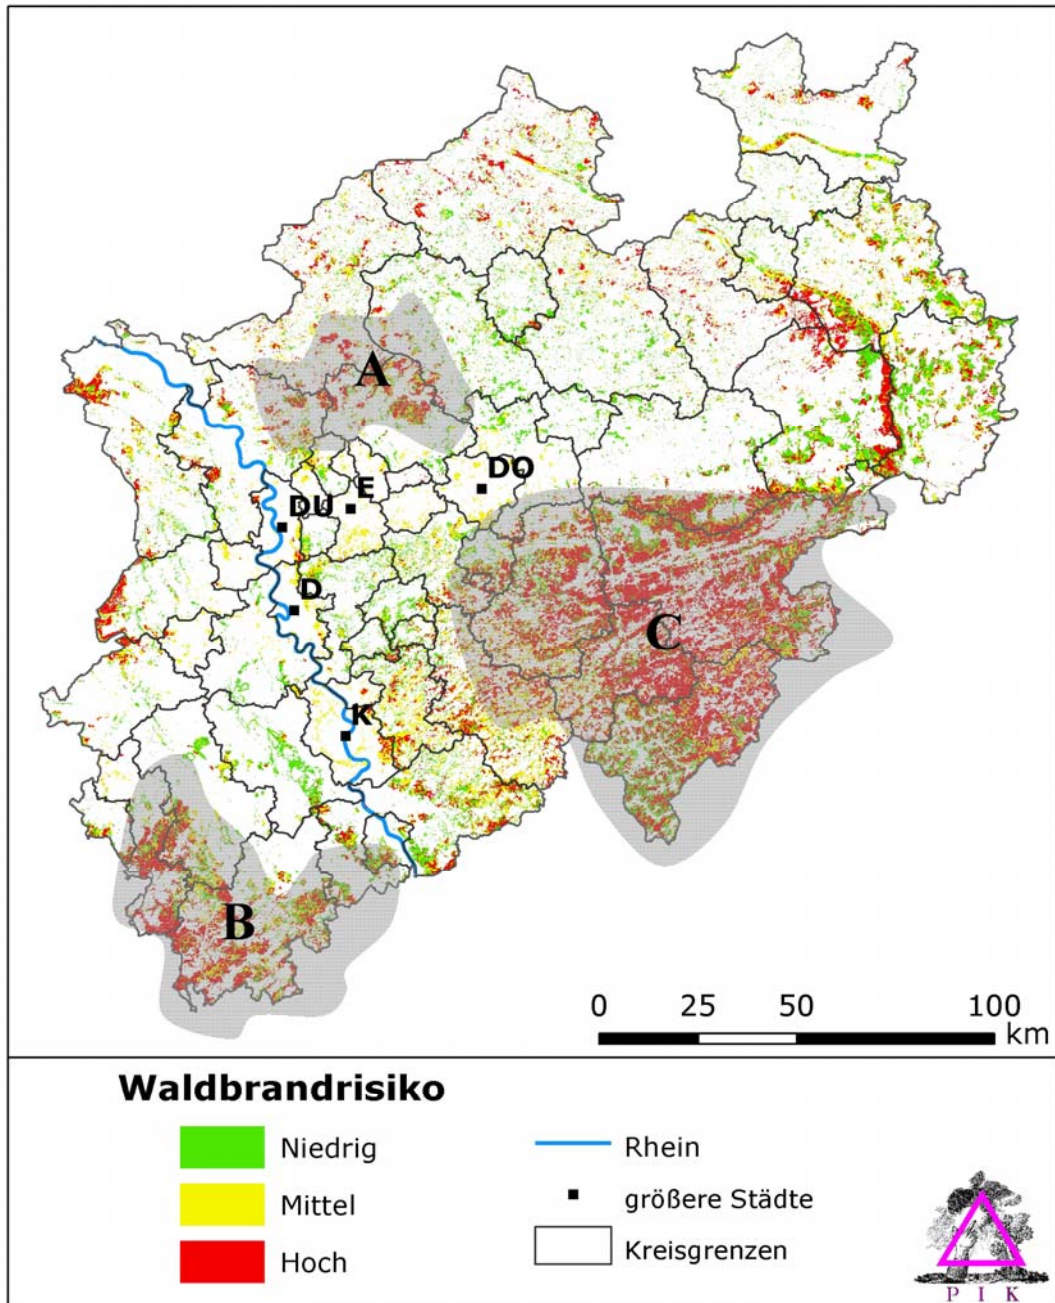 A
DO
E
DU
D
C
K
B
0 25 50 100
km
Waldbrandrisiko
Niedrig
Mittel
Hoch
Rhein
größere Städte
Kreisgrenzen
P I K